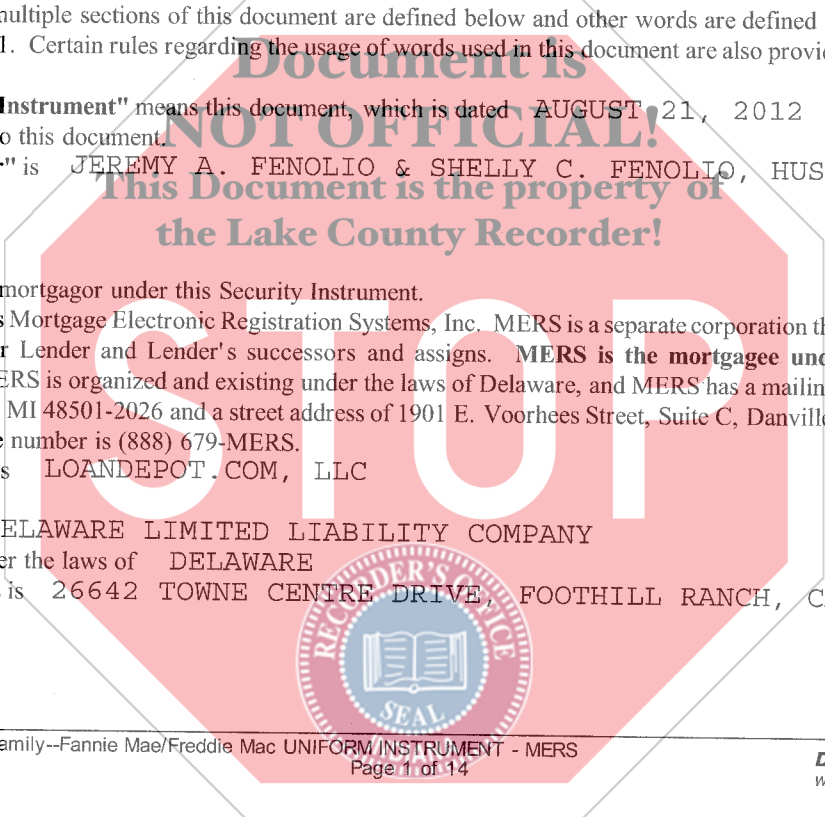 multiple sections of this document are defined below and other words are defined
1. Certain rules regarding the usage of words used in this document are also provi
Document is
Instrument" means this document, which is dated AUGUST 21, 2012
NOT OFFICIAL!
o this document.
r" is JEREMY A. FENOLIO & SHELLY C. FENOLIO, HUS
This Document is the property of
the Lake County Recorder!
mortgagor under this Security Instrument.
s Mortgage Electronic Registration Systems, Inc. MERS is a separate corporation th
r Lender and Lender's successors and assigns. MERS is the mortgagee und
ERS is organized and existing under the laws of Delaware, and MERS has a mailin
MI 48501-2026 and a street address of 1901 E. Voorhees Street, Suite C, Danville
e number is (888) 679-MERS.
STOP
s LOANDEPOT.COM, LLC
ELAWARE LIMITED LIABILITY COMPANY
er the laws of DELAWARE
is 26642 TOWNE CENTRE DRIVE, FOOTHILL RANCH, C
RECORDER'S OFFICE
SEAL
INDIANA
amily--Fannie Mae/Freddie Mac UNIFORM INSTRUMENT - MERS
Page 1 of 14